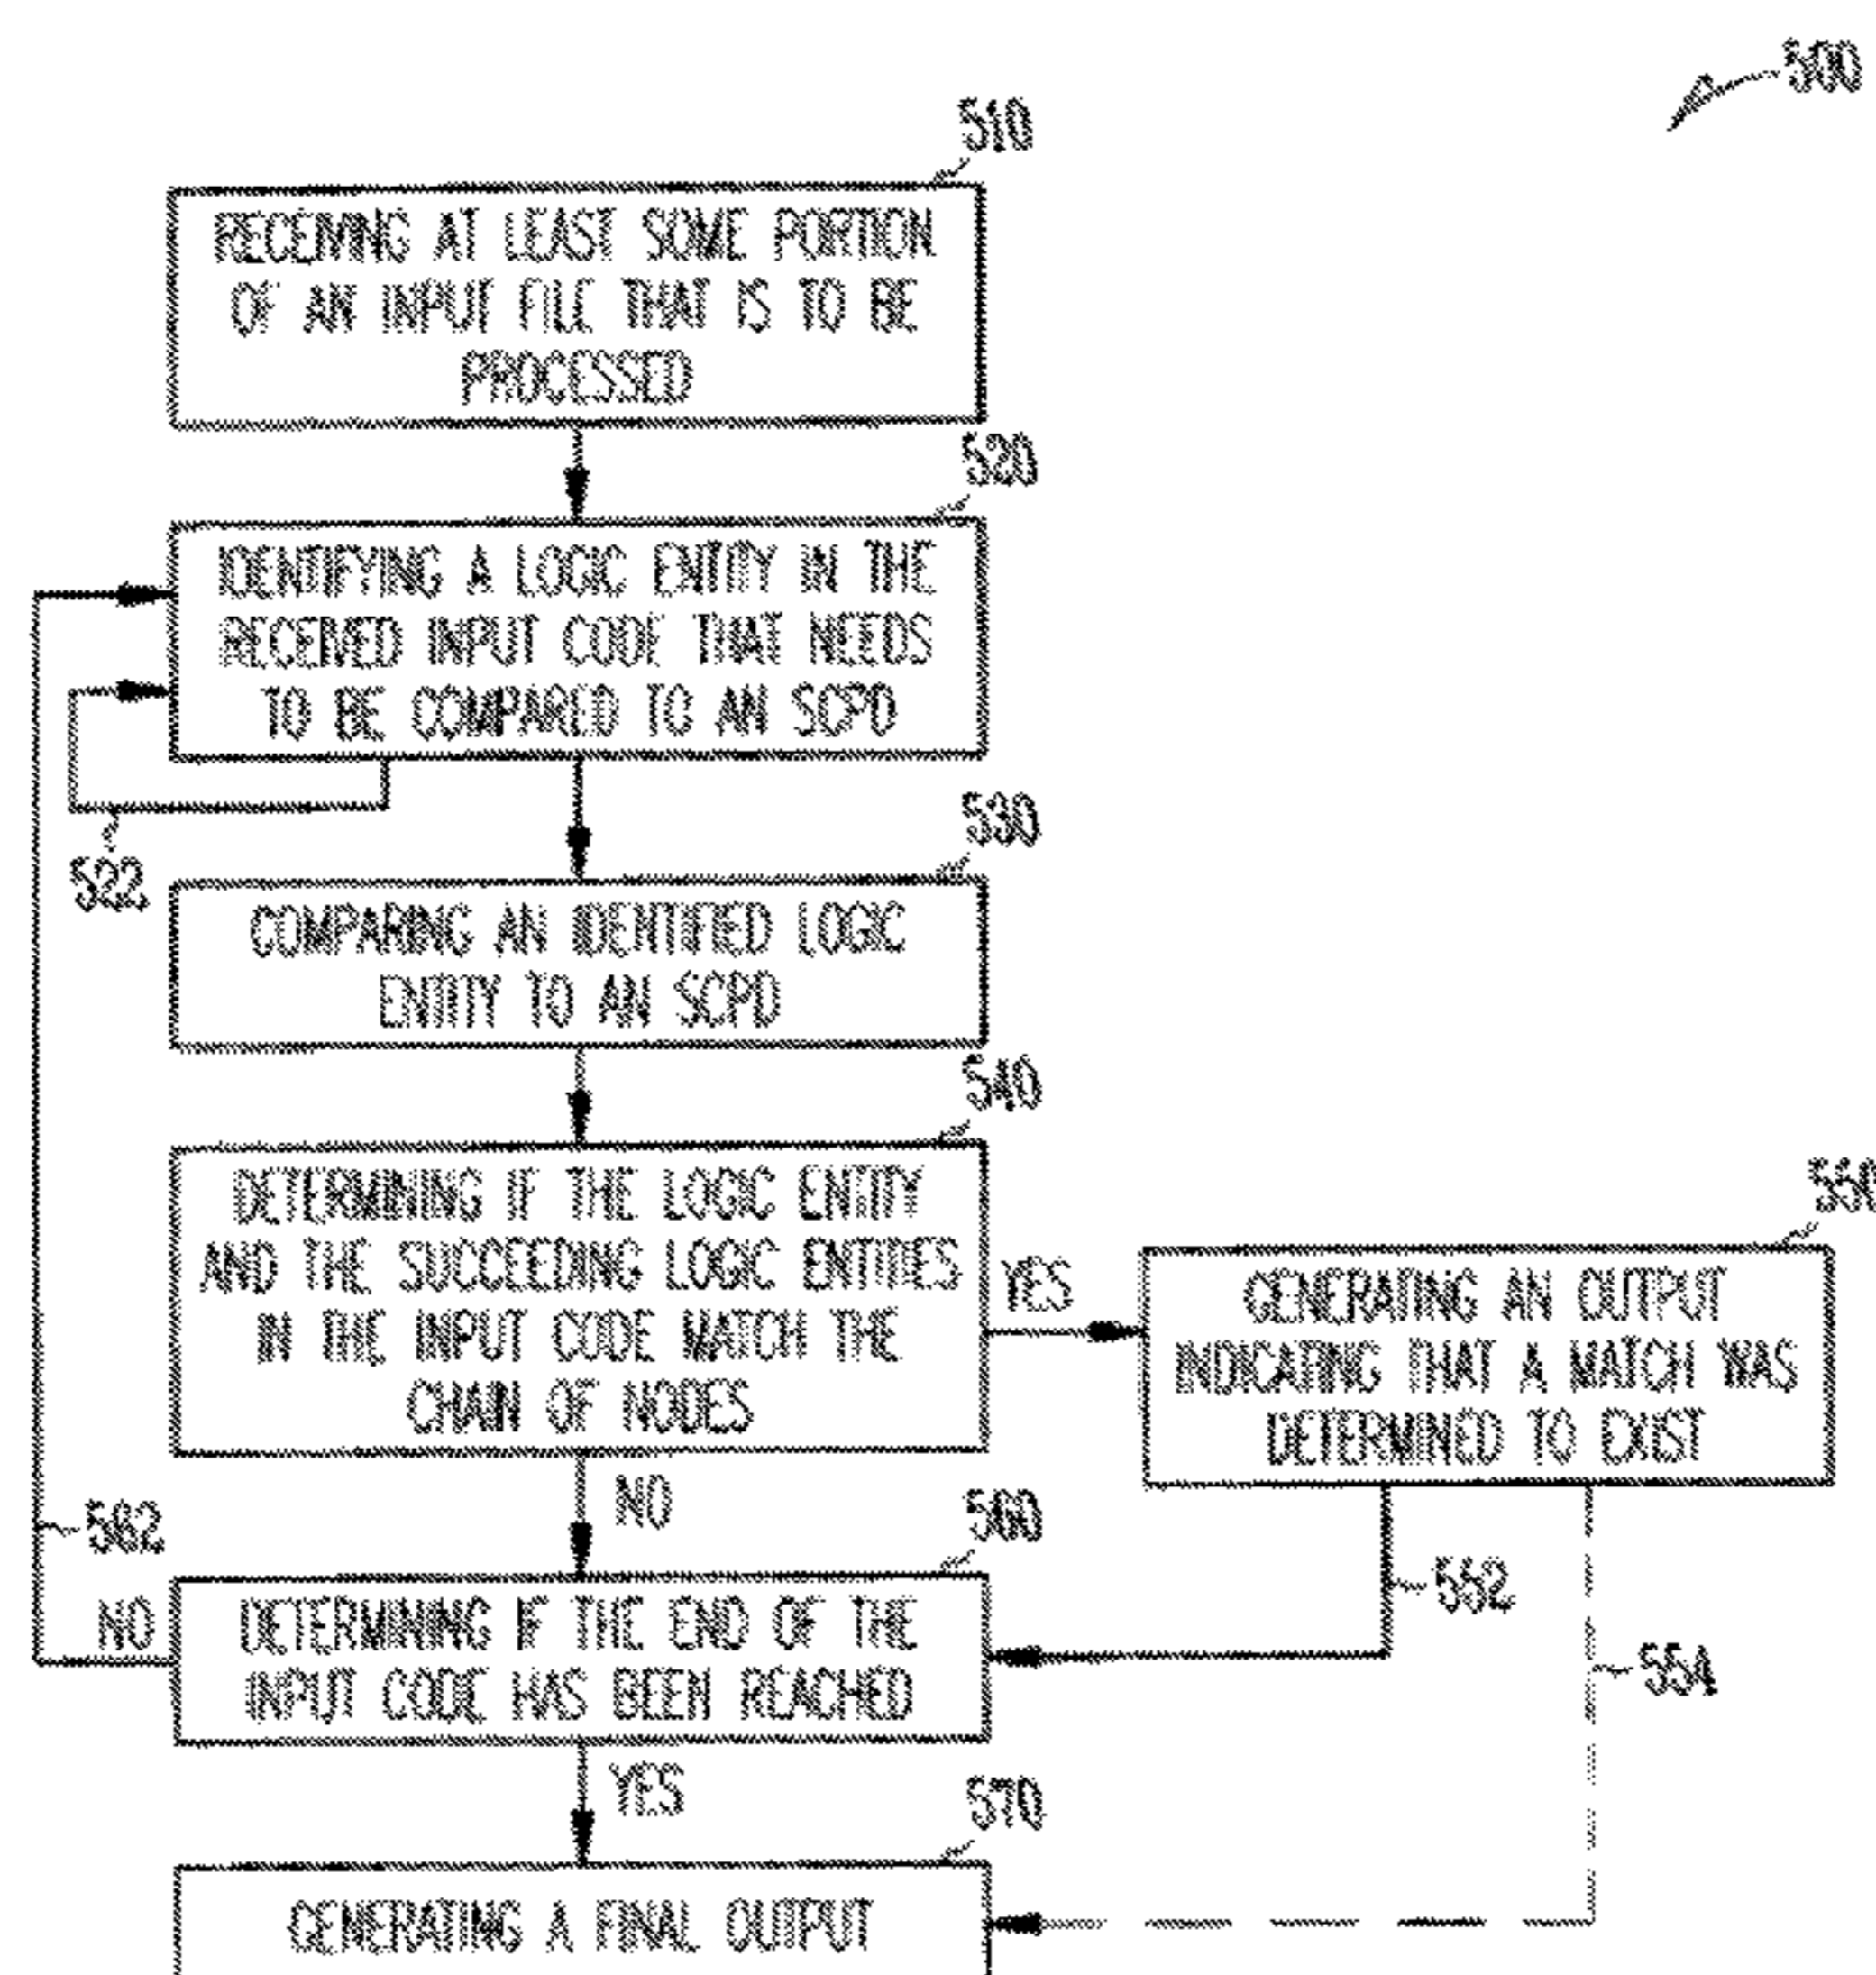 500
510
RECEIVING AT LEAST SOME PORTION
OF AN INPUT FILE THAT IS TO BE
PROCESSED
520
IDENTIFYING A LOGIC ENTITY IN THE
RECEIVED INPUT CODE THAT NEEDS
TO BE COMPARED TO AN SCPD
522
530
COMPARING AN IDENTIFIED LOGIC
ENTITY TO AN SCPD
540
DETERMINING IF THE LOGIC ENTITY
AND THE SUCCEEDING LOGIC ENTITIES
IN THE INPUT CODE MATCH THE
CHAIN OF NODES
YES
550
GENERATING AN OUTPUT
INDICATING THAT A MATCH WAS
DETERMINED TO EXIST
NO
552
554
560
562
NO
DETERMINING IF THE END OF THE
INPUT CODE HAS BEEN REACHED
YES
570
GENERATING A FINAL OUTPUT